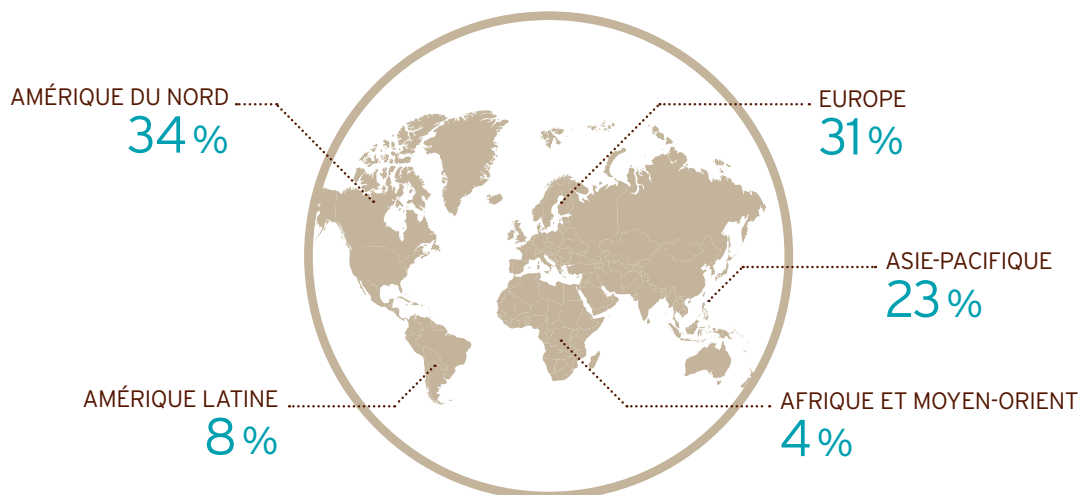 AMÉRIQUE DU NORD
34 %
EUROPE
31 %
ASIE-PACIFIQUE
23 %
AMÉRIQUE LATINE
8 %
AFRIQUE ET MOYEN-ORIENT
4 %